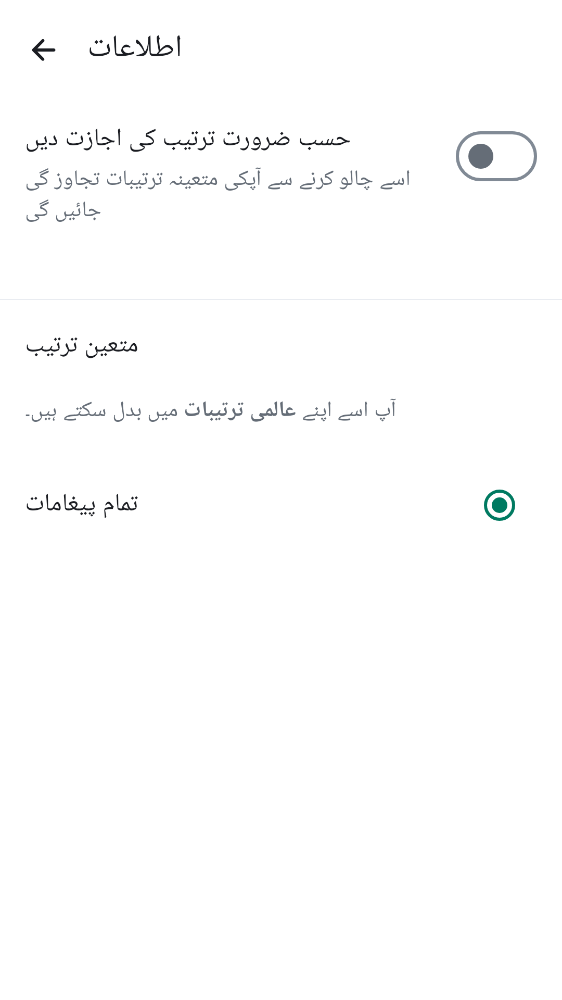 اطلاعات
حسب ضرورت ترتیب کی اجازت دیں
اسے چالو کرنے سے آپکی متعینہ ترتیبات تجاوز گی
جائیں گی
متعین ترتیب
آپ اسے اپنے عالمی ترتیبات میں بدل سکتے ہیں۔
تمام پیغامات